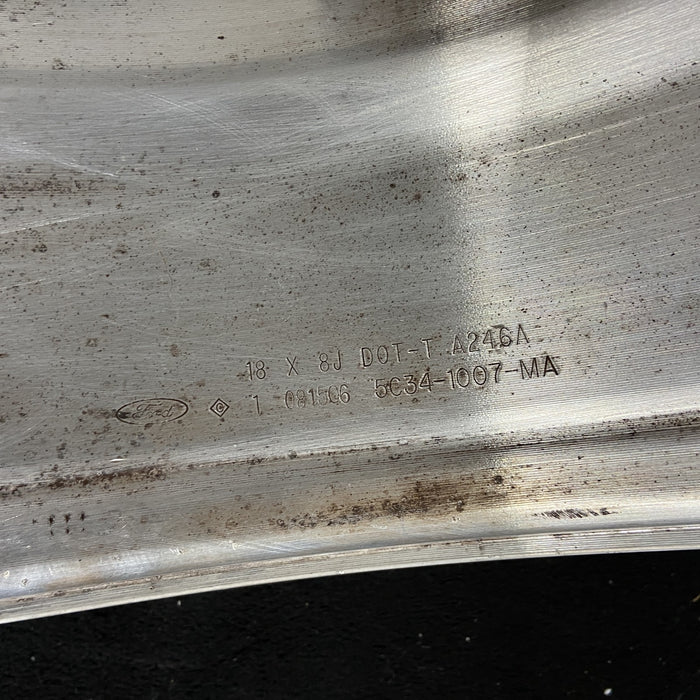 18 X 8J DOT-T A246A
Ford C 1 081506 5C34-1007-MA